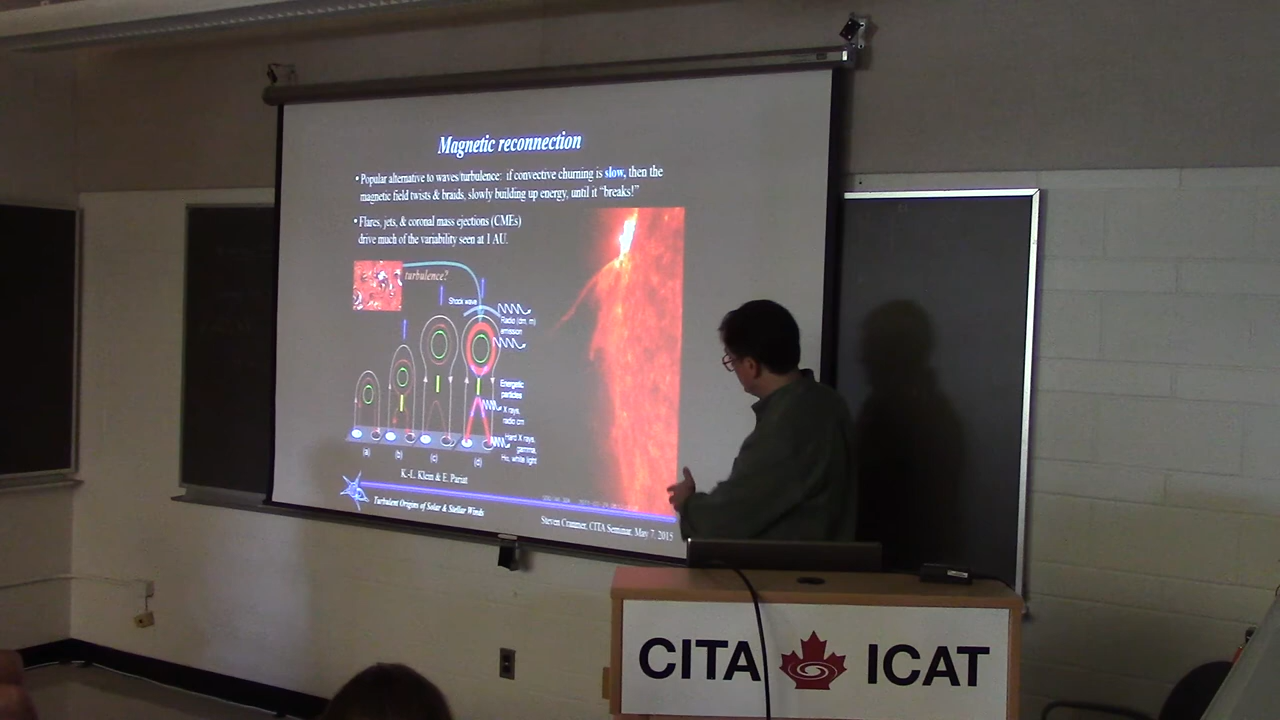 Magnetic reconnection
• Popular alternative to waves/turbulence: if convective churning is slow, then the
magnetic field twists & braids, slowly building up energy, until it "breaks!"
• Flares, jets, & coronal mass ejections (CMEs)
drive much of the variability seen at 1 AU.
turbulence?
Shock wave
Radio (dm, m)
emission
Energetic
particles
X rays,
radio cm
Hard X rays,
gamma,
Hα, white light
(a) (b) (c) (d)
K.-L. Klein & E. Pariat
Turbulent Origins of Solar & Stellar Winds
Steven Cranmer, CITA Seminar, May 7, 2015
CITA ICAT